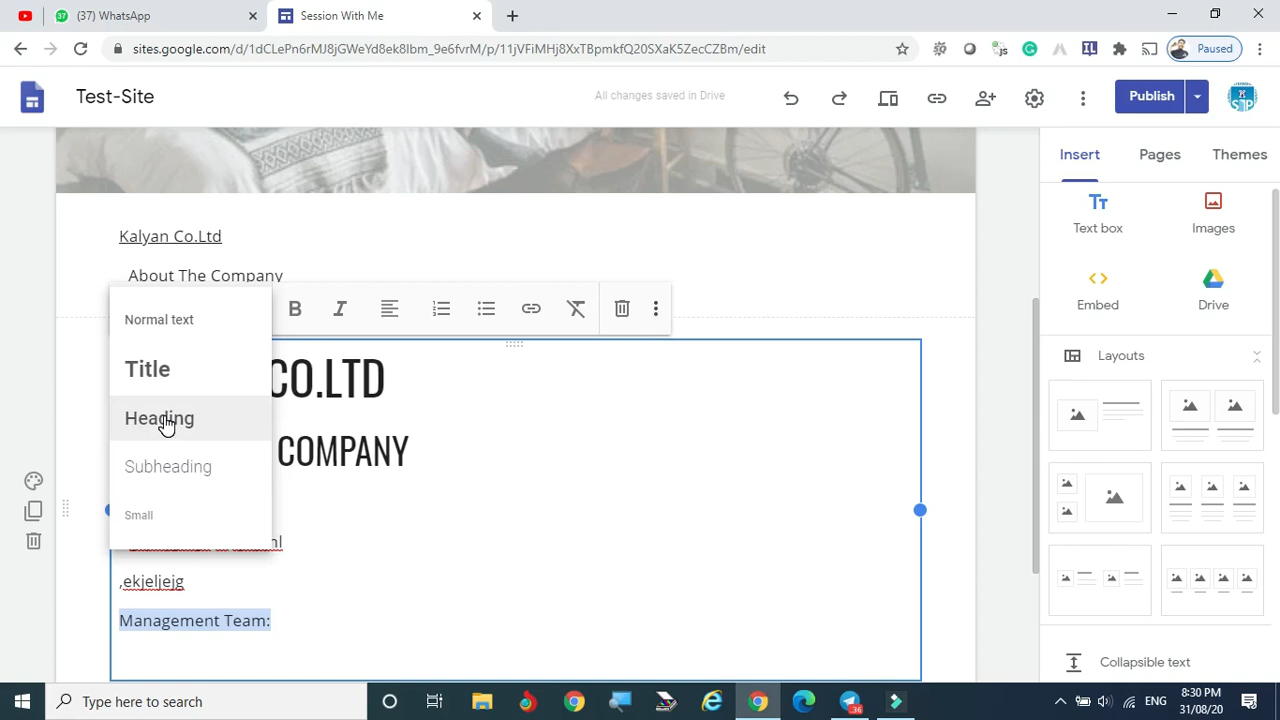 (37) WhatsApp
Session With Me
sites.google.com/d/1dCLePn6rMJ8jGWeYd8ek8Ibm_9e6fvrM/p/11jVFiMHj8XxTBpmkfQ20SXaK5ZecCZBm/edit
Paused
Test-Site
All changes saved in Drive
Publish
Insert
Pages
Themes
Text box
Images
Embed
Drive
Layouts
Collapsible text
Kalyan Co.Ltd
About The Company
Normal text
Title
Heading
Subheading
Small
CO.LTD
COMPANY
,ekjeljejg
Management Team:
Type here to search
36
ENG
8:30 PM
31/08/20